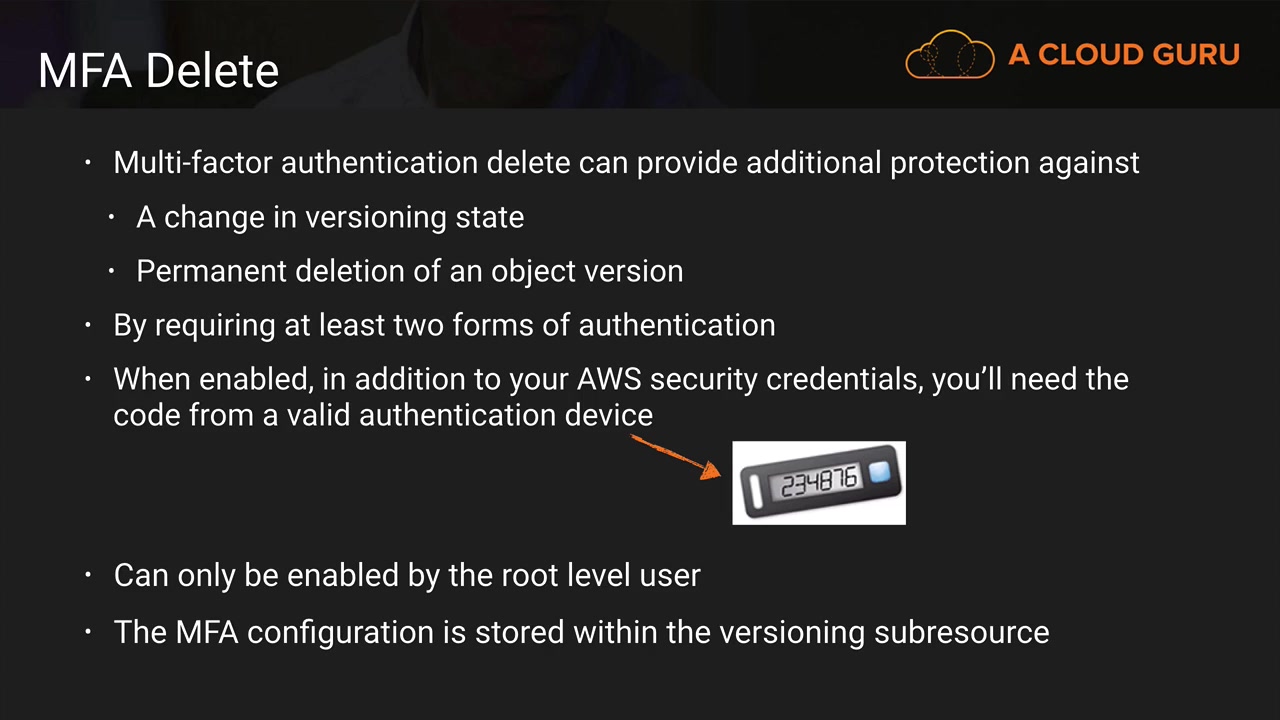 MFA Delete
A CLOUD GURU
• Multi-factor authentication delete can provide additional protection against
• A change in versioning state
• Permanent deletion of an object version
• By requiring at least two forms of authentication
• When enabled, in addition to your AWS security credentials, you'll need the
code from a valid authentication device
234876
• Can only be enabled by the root level user
• The MFA configuration is stored within the versioning subresource